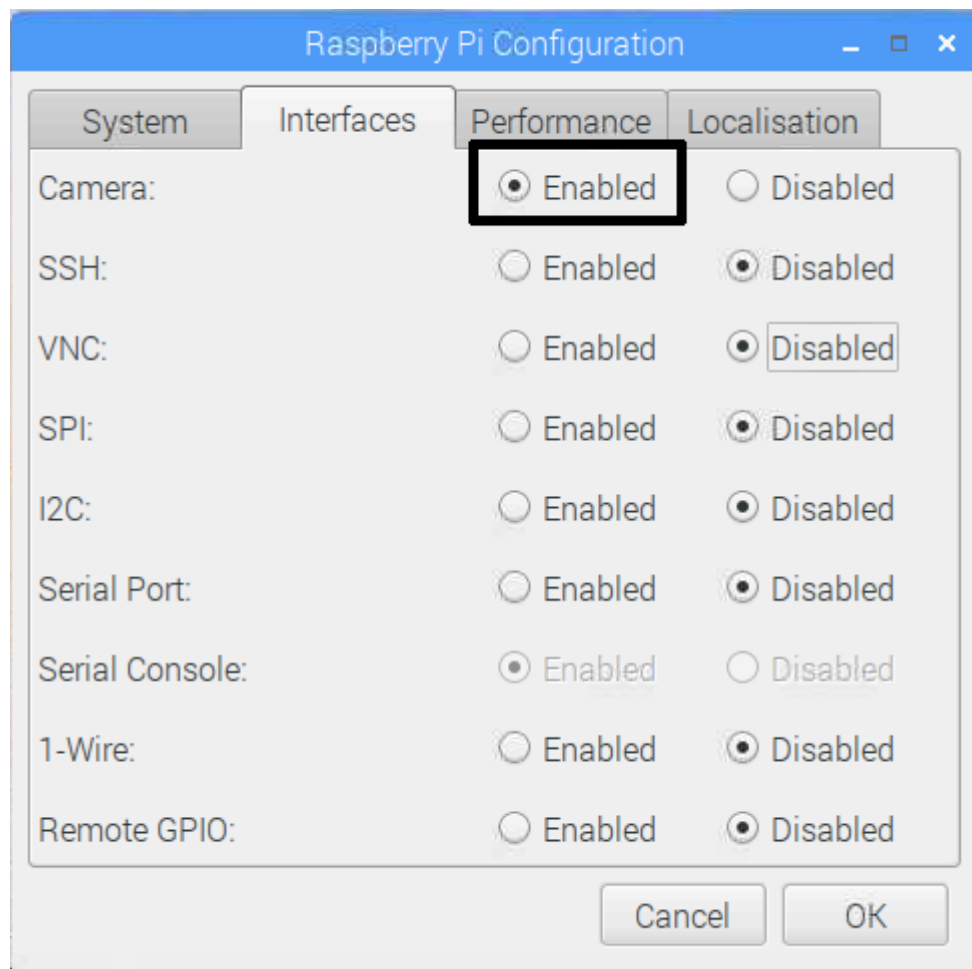 Raspberry Pi Configuration
System Interfaces Performance Localisation
Camera: Enabled Disabled
SSH: Enabled Disabled
VNC: Enabled Disabled
SPI: Enabled Disabled
I2C: Enabled Disabled
Serial Port: Enabled Disabled
Serial Console: Enabled Disabled
1-Wire: Enabled Disabled
Remote GPIO: Enabled Disabled
Cancel OK